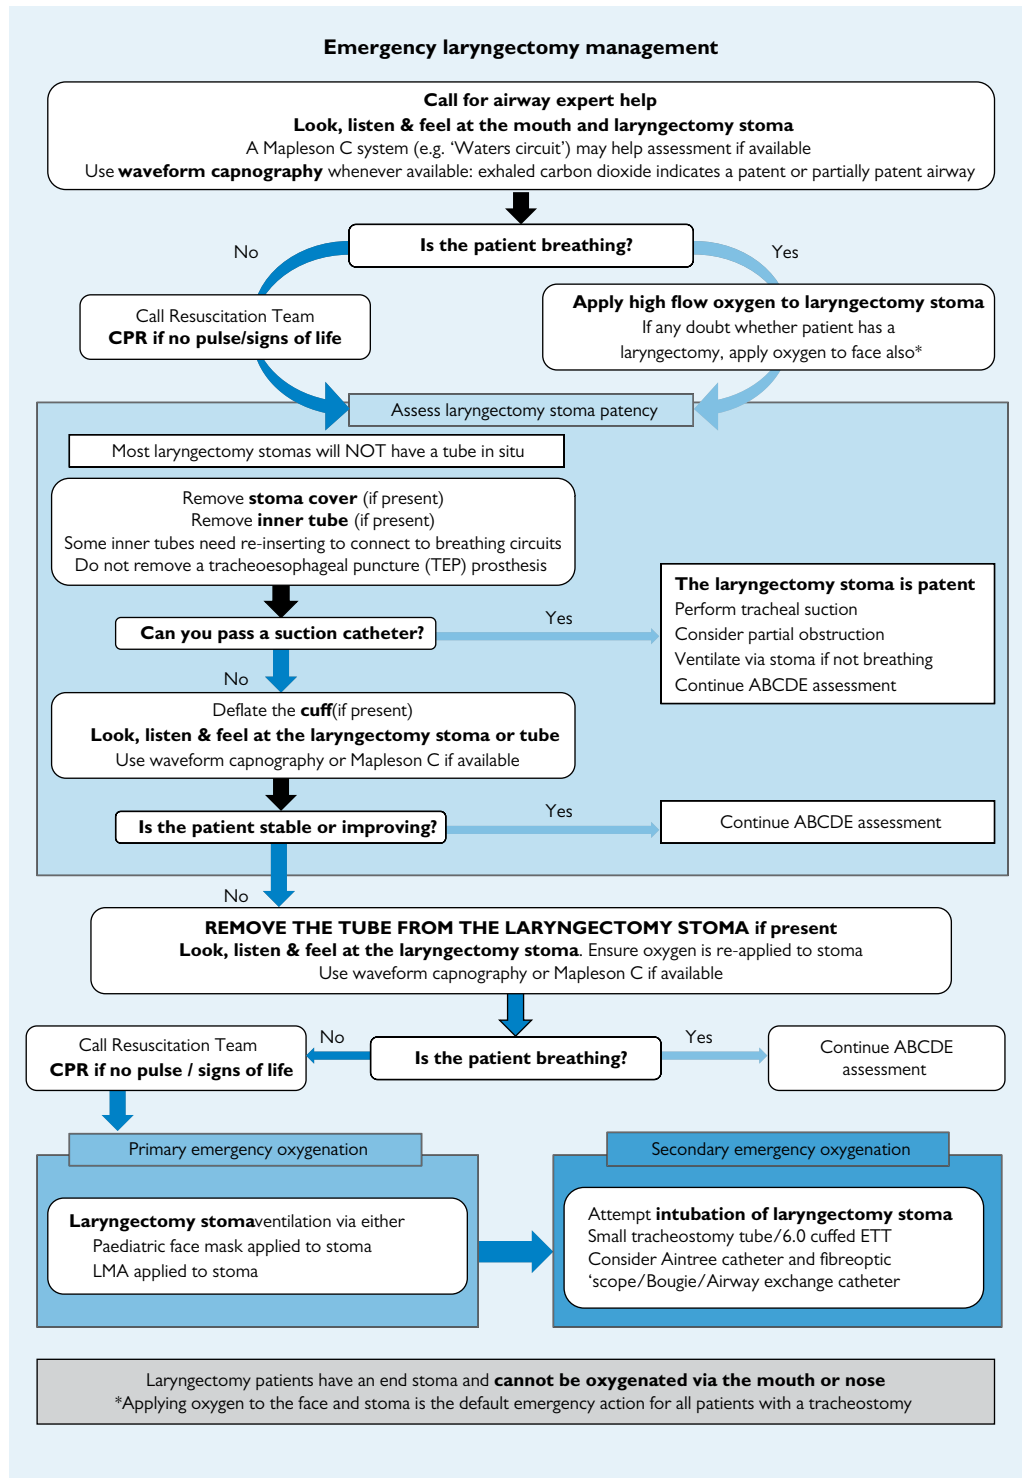 Emergency laryngectomy management
Call for airway expert help
Look, listen & feel at the mouth and laryngectomy stoma
A Mapleson C system (e.g. ‘Waters circuit’) may help assessment if available
Use waveform capnography whenever available: exhaled carbon dioxide indicates a patent or partially patent airway
Is the patient breathing?
No
Yes
Call Resuscitation Team
CPR if no pulse/signs of life
Apply high flow oxygen to laryngectomy stoma
If any doubt whether patient has a
laryngectomy, apply oxygen to face also*
Assess laryngectomy stoma patency
Most laryngectomy stomas will NOT have a tube in situ
Remove stoma cover (if present)
Remove inner tube (if present)
Some inner tubes need re-inserting to connect to breathing circuits
Do not remove a tracheoesophageal puncture (TEP) prosthesis
Can you pass a suction catheter?
Yes
The laryngectomy stoma is patent
Perform tracheal suction
Consider partial obstruction
Ventilate via stoma if not breathing
Continue ABCDE assessment
No
Deflate the cuff(if present)
Look, listen & feel at the laryngectomy stoma or tube
Use waveform capnography or Mapleson C if available
Is the patient stable or improving?
Yes
Continue ABCDE assessment
No
REMOVE THE TUBE FROM THE LARYNGECTOMY STOMA if present
Look, listen & feel at the laryngectomy stoma. Ensure oxygen is re-applied to stoma
Use waveform capnography or Mapleson C if available
Is the patient breathing?
No
Yes
Call Resuscitation Team
CPR if no pulse / signs of life
Continue ABCDE
assessment
Primary emergency oxygenation
Laryngectomy stomaventilation via either
Paediatric face mask applied to stoma
LMA applied to stoma
Secondary emergency oxygenation
Attempt intubation of laryngectomy stoma
Small tracheostomy tube/6.0 cuffed ETT
Consider Aintree catheter and fibreoptic
‘scope/Bougie/Airway exchange catheter
Laryngectomy patients have an end stoma and cannot be oxygenated via the mouth or nose
*Applying oxygen to the face and stoma is the default emergency action for all patients with a tracheostomy